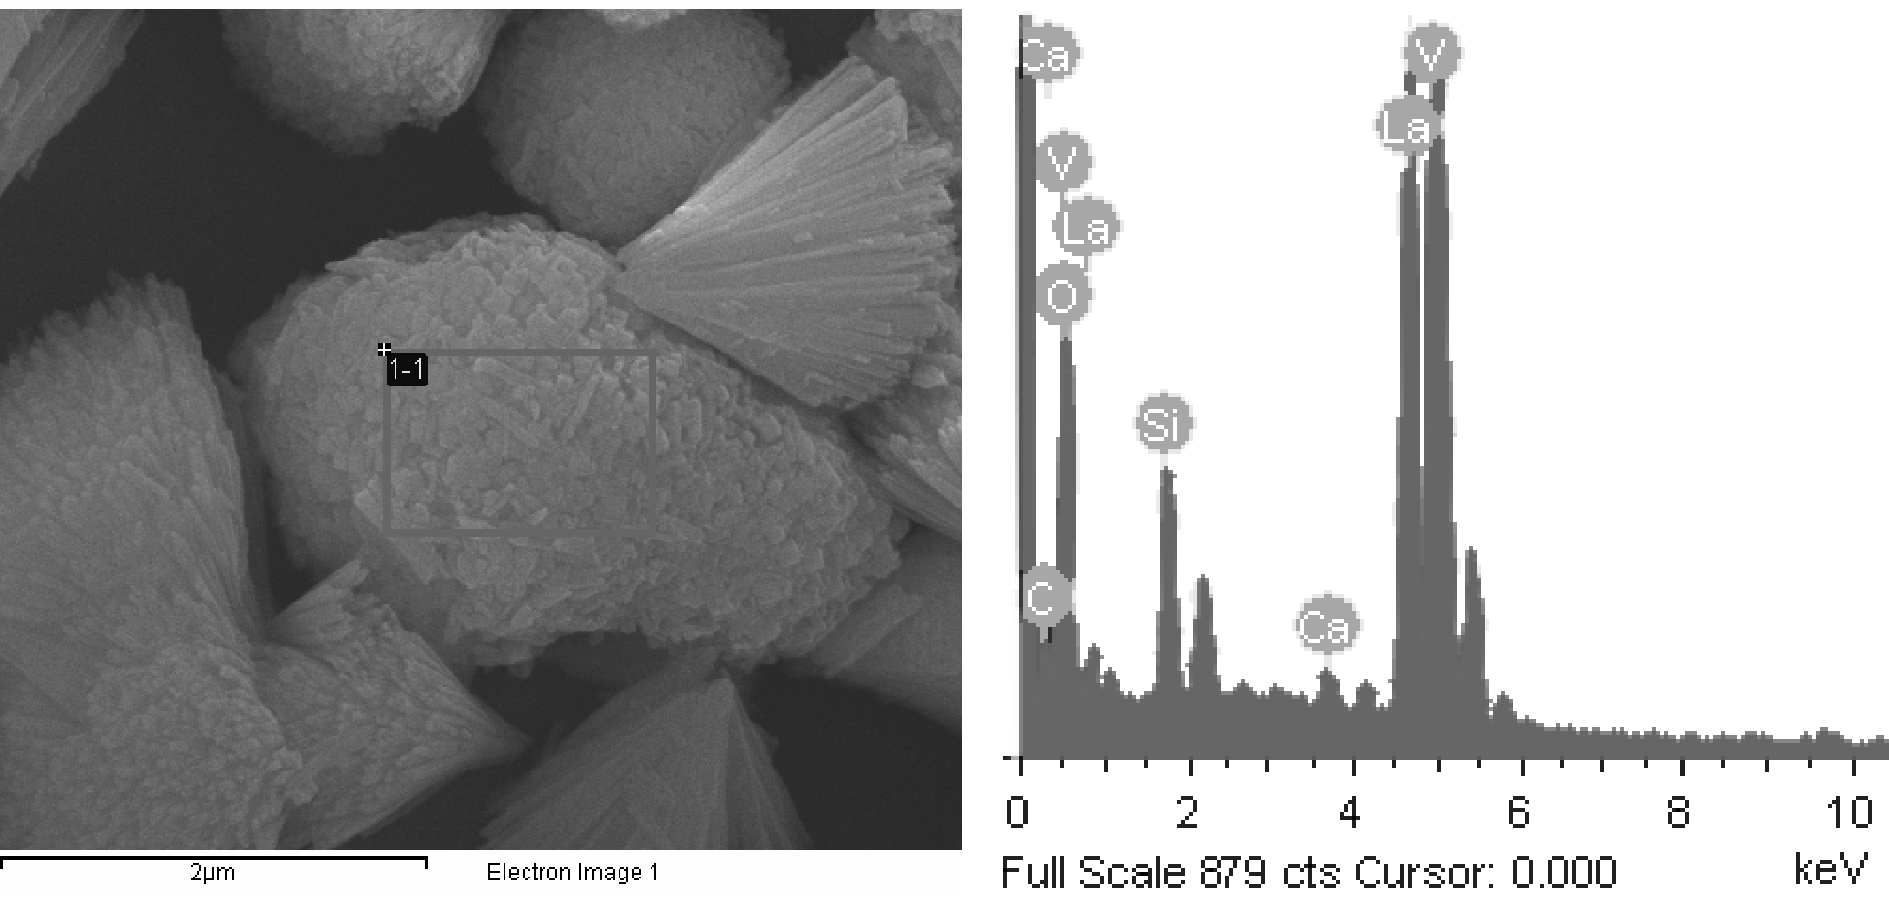 1-1
2µm
Electron Image 1
Ca
V
V
La
La
O
Si
C
Ca
0 2 4 6 8 10
Full Scale 879 cts Cursor: 0.000 keV